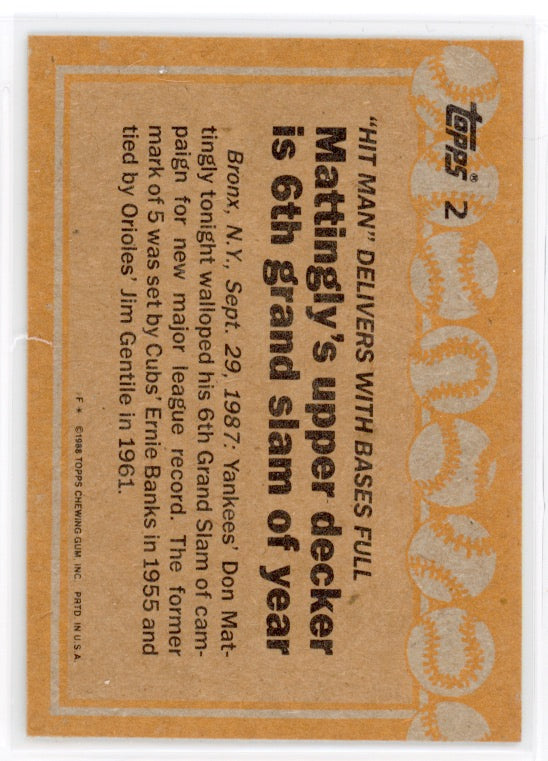 Topps® 2
"HIT MAN" DELIVERS WITH BASES FULL
Mattingly's upper decker
is 6th grand slam of year
Bronx, N.Y., Sept. 29, 1987: Yankees' Don Mat-
tingly tonight walloped his 6th Grand Slam of cam-
paign for new major league record. The former
mark of 5 was set by Cubs' Ernie Banks in 1955 and
tied by Orioles' Jim Gentile in 1961.
*F * ©1988 TOPPS CHEWING GUM, INC. PRTD. IN U.S.A.